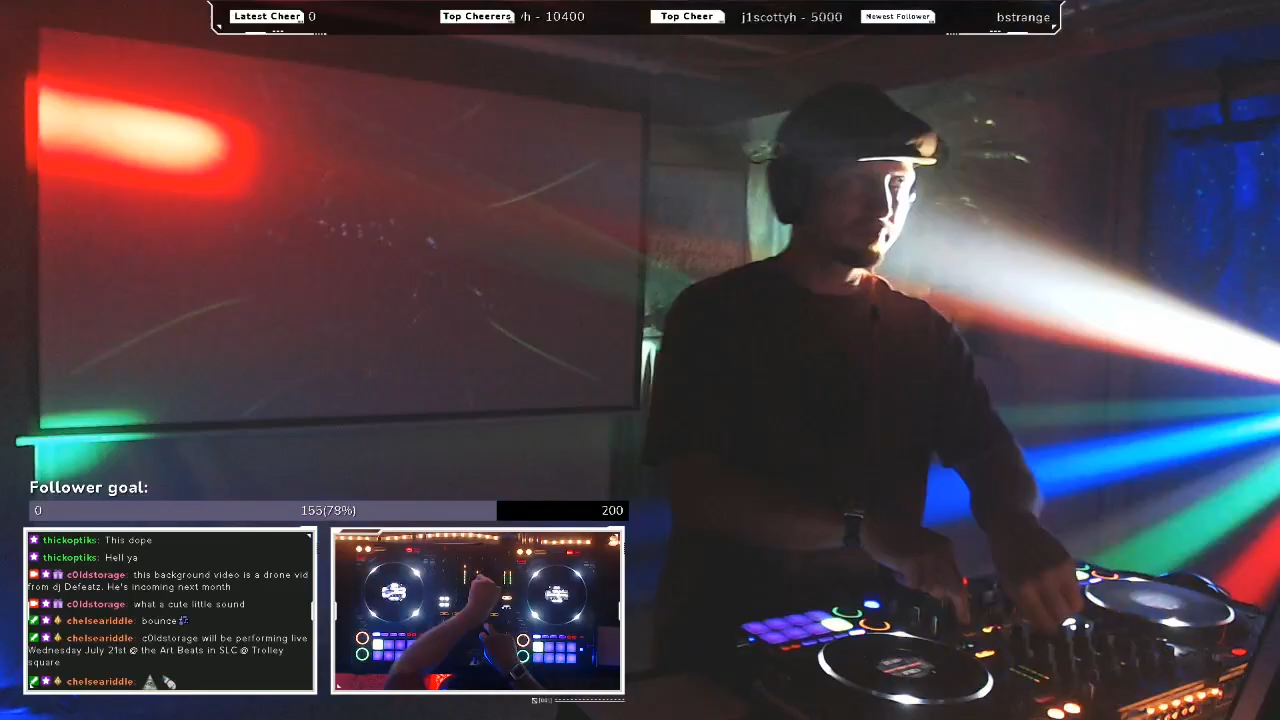 Latest Cheer 0 Top Cheerers /h - 10400 Top Cheer j1scottyh - 5000 Newest Follower bstrange
Follower goal:
0 155(79%) 200
thickoptiks: This dope
thickoptiks: Hell ya
c0ldstorage: this background video is a drone vid
from dj Defeatz. He's incoming next month
c0ldstorage: what a cute little sound
chelseariddle: bounce
chelseariddle: c0ldstorage will be performing live
Wednesday July 21st @ the Art Beats in SLC @ Trolley
square
chelseariddle: